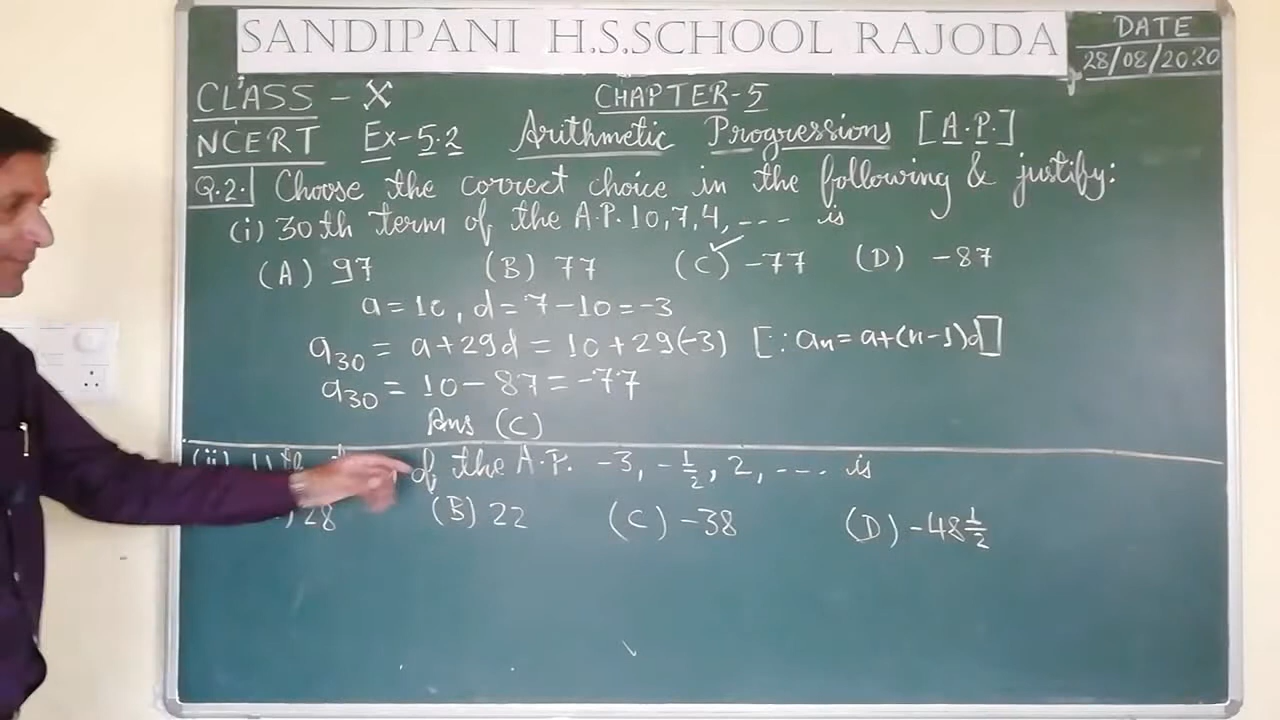 SANDIPANI H.S.SCHOOL RAJODA
DATE
28/08/2020
CLASS - X
CHAPTER-5
NCERT Ex-5.2 Arithmetic Progressions [A.P.]
Q.2. Choose the correct choice in the following & justify:
(i) 30th term of the A.P. 10,7,4, --- is
(A) 97 (B) 77 (C) ✓ -77 (D) -87
a = 10, d = 7-10 = -3
a₃₀ = a+29d = 10+29(-3) [∵ aₙ = a+(n-1)d]
a₃₀ = 10-87 = -77
Ans (C)
(ii) 11th of the A.P. -3, -1/2, 2, --- is
) 28 (B) 22 (C) -38 (D) -48 1/2